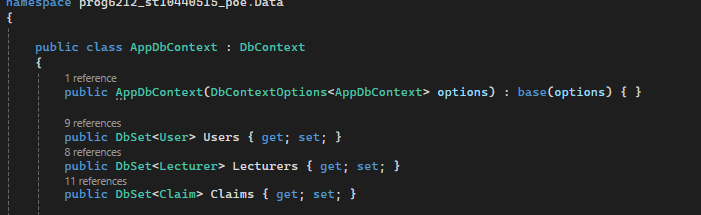 namespace prog6212_st10440515_poe.Data
{
public class AppDbContext : DbContext
{
1 reference
public AppDbContext(DbContextOptions<AppDbContext> options) : base(options) { }
9 references
public DbSet<User> Users { get; set; }
8 references
public DbSet<Lecturer> Lecturers { get; set; }
11 references
public DbSet<Claim> Claims { get; set; }